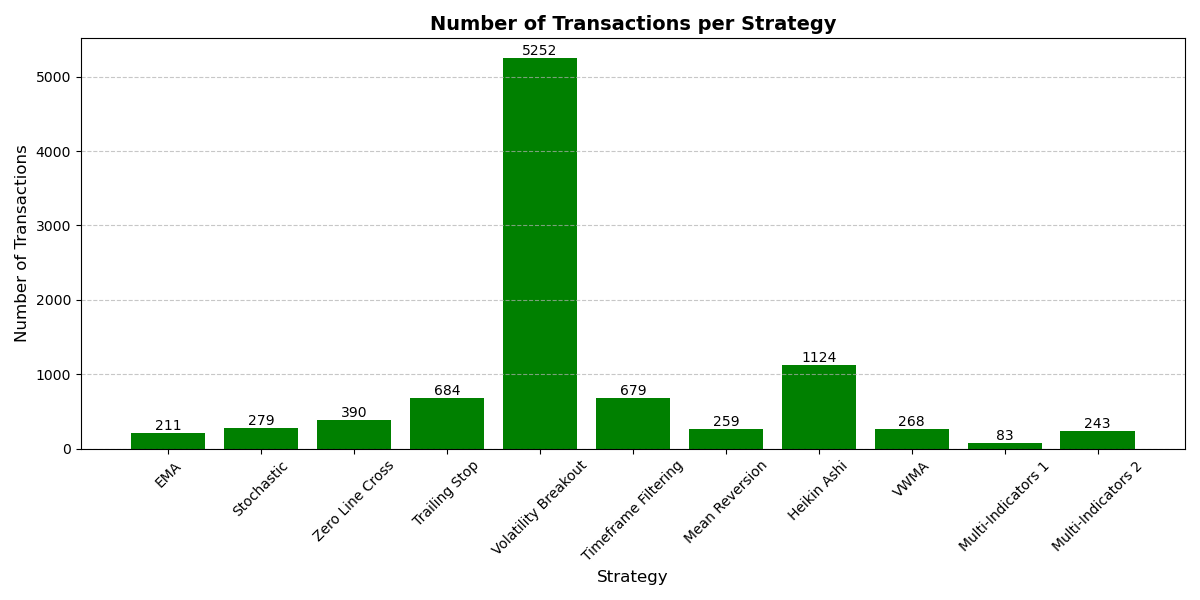 Number of Transactions per Strategy
Number of Transactions
5000
4000
3000
2000
1000
0
211
279
390
684
5252
679
259
1124
268
83
243
EMA
Stochastic
Zero Line Cross
Trailing Stop
Volatility Breakout
Timeframe Filtering
Mean Reversion
Heikin Ashi
VWMA
Multi-Indicators 1
Multi-Indicators 2
Strategy